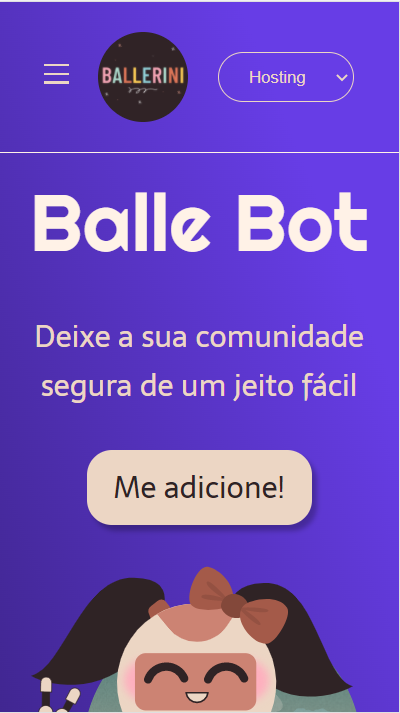 BALLERINI
Hosting
Balle Bot
Deixe a sua comunidade
segura de um jeito fácil
Me adicione!